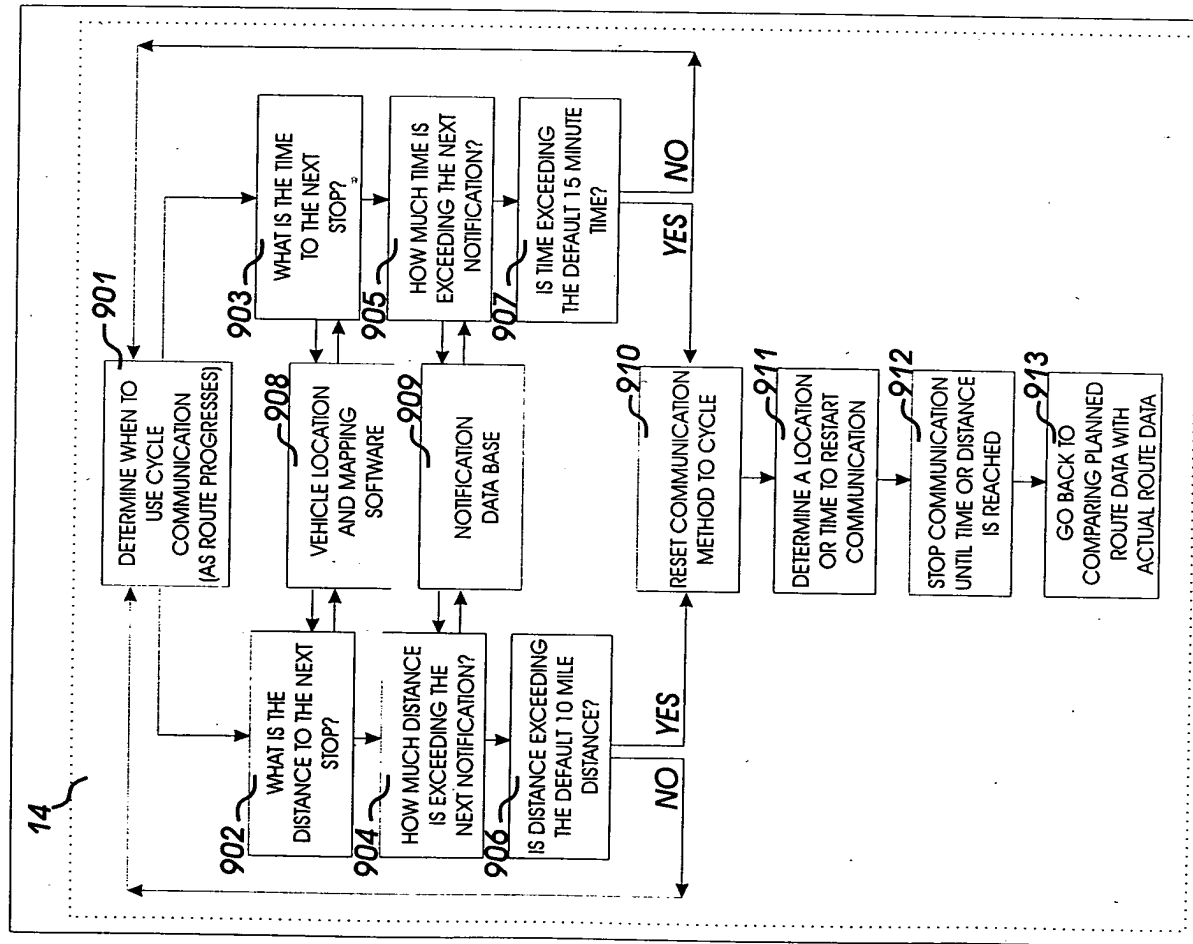 14
901
DETERMINE WHEN TO
USE CYCLE
COMMUNICATION
(AS ROUTE PROGRESSES)
902
WHAT IS THE
DISTANCE TO THE NEXT
STOP?
908
VEHICLE LOCATION
AND MAPPING
SOFTWARE
903
WHAT IS THE TIME
TO THE NEXT
STOP?
904
HOW MUCH DISTANCE
IS EXCEEDING THE
NEXT NOTIFICATION?
909
NOTIFICATION
DATA BASE
905
HOW MUCH TIME IS
EXCEEDING THE NEXT
NOTIFICATION?
906
IS DISTANCE EXCEEDING
THE DEFAULT 10 MILE
DISTANCE?
907
IS TIME EXCEEDING
THE DEFAULT 15 MINUTE
TIME?
NO
YES
YES
NO
910
RESET COMMUNICATION
METHOD TO CYCLE
911
DETERMINE A LOCATION
OR TIME TO RESTART
COMMUNICATION
912
STOP COMMUNICATION
UNTIL TIME OR DISTANCE
IS REACHED
913
GO BACK TO
COMPARING PLANNED
ROUTE DATA WITH
ACTUAL ROUTE DATA